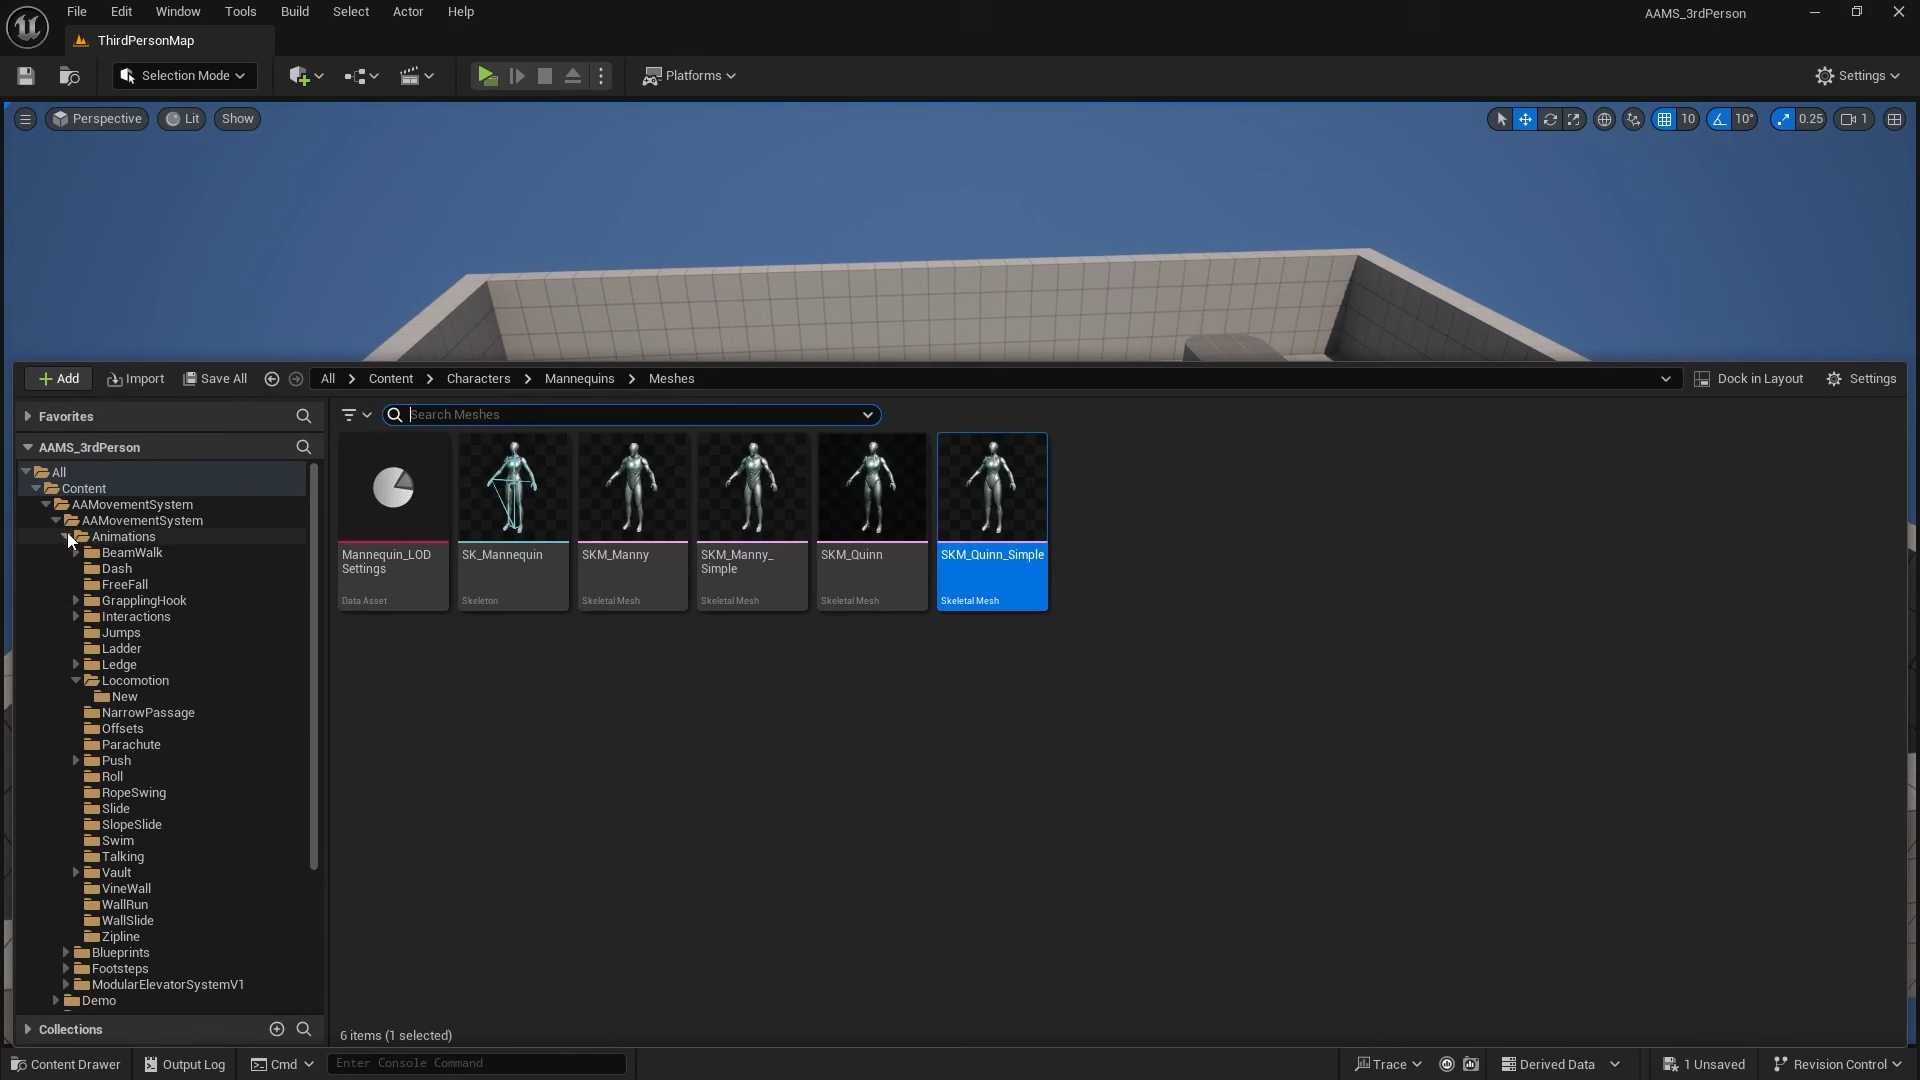 File Edit Window Tools Build Select Actor Help
AAMS_3rdPerson
ThirdPersonMap
Selection Mode
Platforms
Settings
Perspective Lit Show
10 10° 0.25 1
Add Import Save All All Content Characters Mannequins Meshes Dock in Layout Settings
Favorites
Search Meshes
AAMS_3rdPerson
All
Content
AAMovementSystem
AAMovementSystem
Animations
BeamWalk
Dash
FreeFall
GrapplingHook
Interactions
Jumps
Ladder
Ledge
Locomotion
New
NarrowPassage
Offsets
Parachute
Push
Roll
RopeSwing
Slide
SlopeSlide
Swim
Talking
Vault
VineWall
WallRun
WallSlide
Zipline
Blueprints
Footsteps
ModularElevatorSystemV1
Demo
Mannequin_LOD
Settings
Data Asset
SK_Mannequin
Skeleton
SKM_Manny
Skeletal Mesh
SKM_Manny_
Simple
Skeletal Mesh
SKM_Quinn
Skeletal Mesh
SKM_Quinn_Simple
Skeletal Mesh
Collections
6 items (1 selected)
Content Drawer Output Log Cmd Enter Console Command Trace Derived Data 1 Unsaved Revision Control